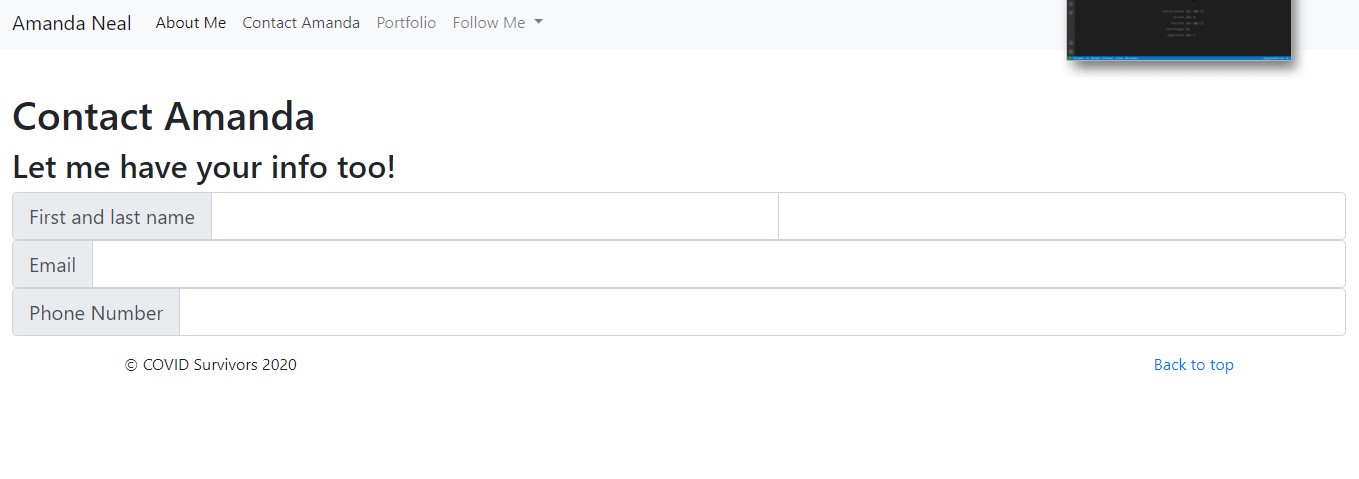 Amanda Neal About Me Contact Amanda Portfolio Follow Me
Contact Amanda
Let me have your info too!
First and last name
Email
Phone Number
© COVID Survivors 2020 Back to top